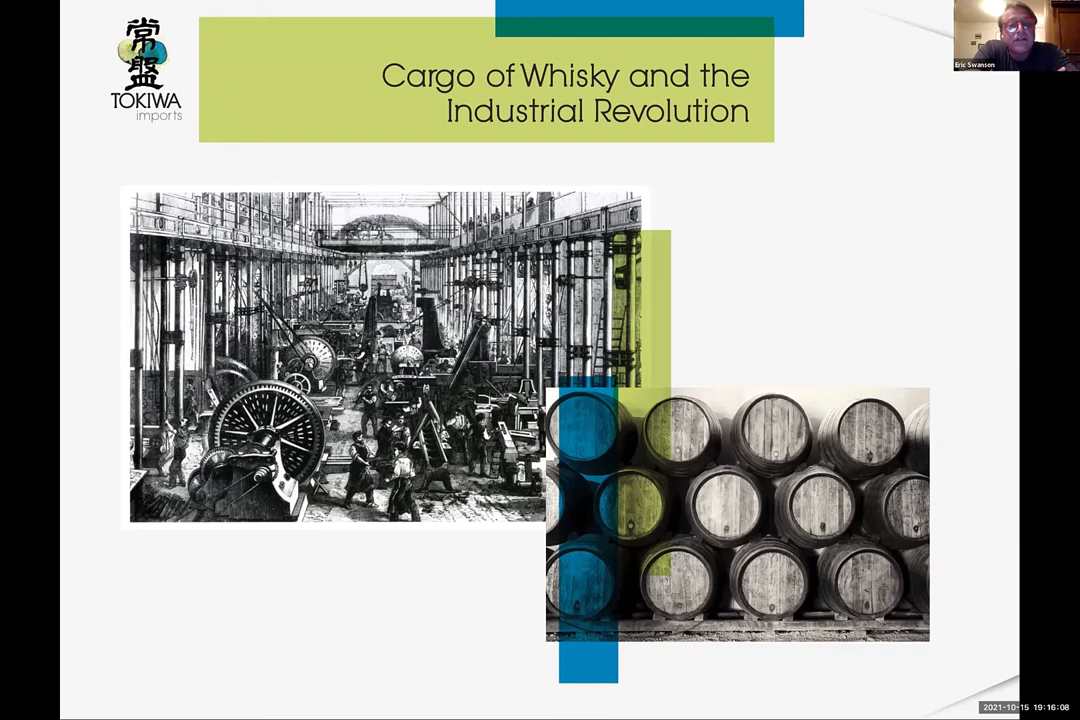 常盤
TOKIWA
imports
Cargo of Whisky and the
Industrial Revolution
Eric Swanson
2021-10-15 19:16:08